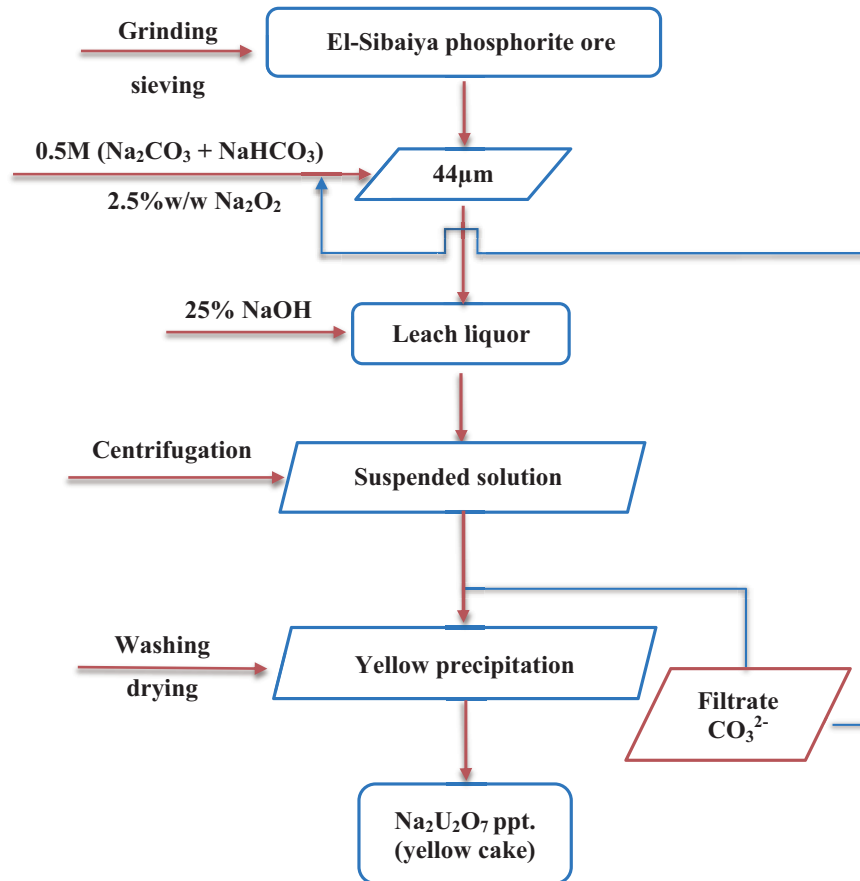 Grinding
sieving
El-Sibaiya phosphorite ore
0.5M (Na₂CO₃ + NaHCO₃)
2.5%w/w Na₂O₂
44µm
25% NaOH
Leach liquor
Centrifugation
Suspended solution
Washing
drying
Yellow precipitation
Filtrate
CO₃²⁻
Na₂U₂O₇ ppt.
(yellow cake)